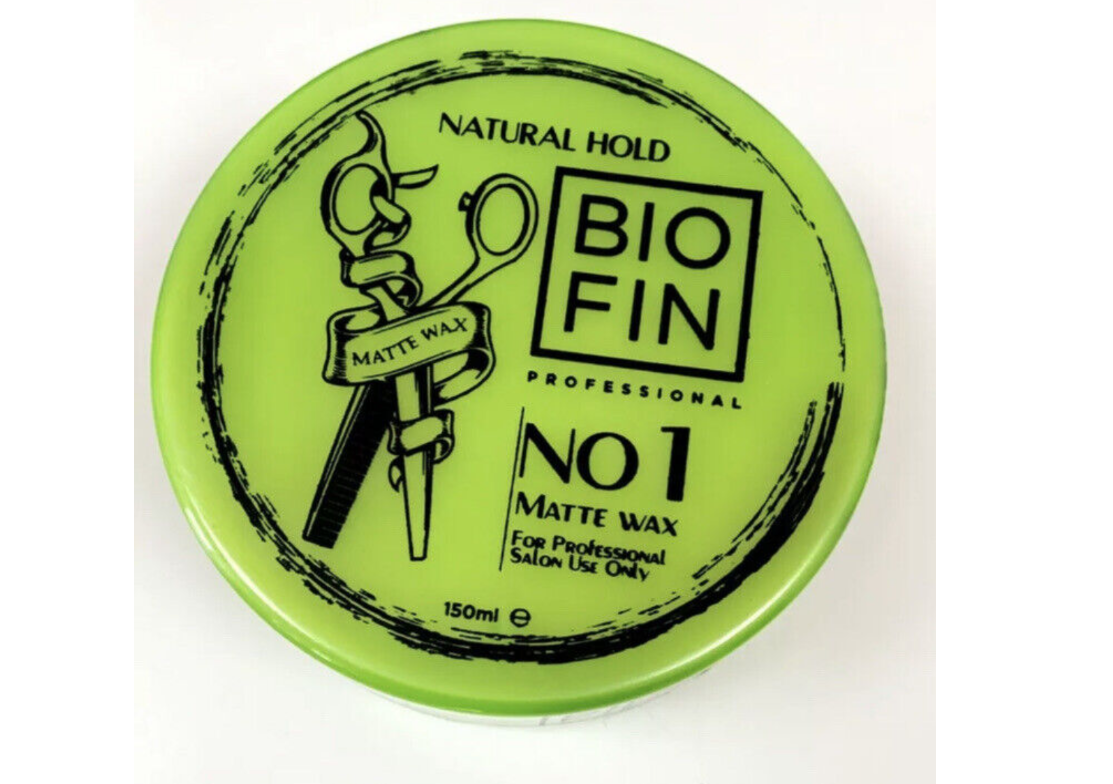 NATURAL HOLD
BIO
FIN
PROFESSIONAL
MATTE WAX
NO 1
MATTE WAX
FOR PROFESSIONAL
SALON USE ONLY
150ml ℮